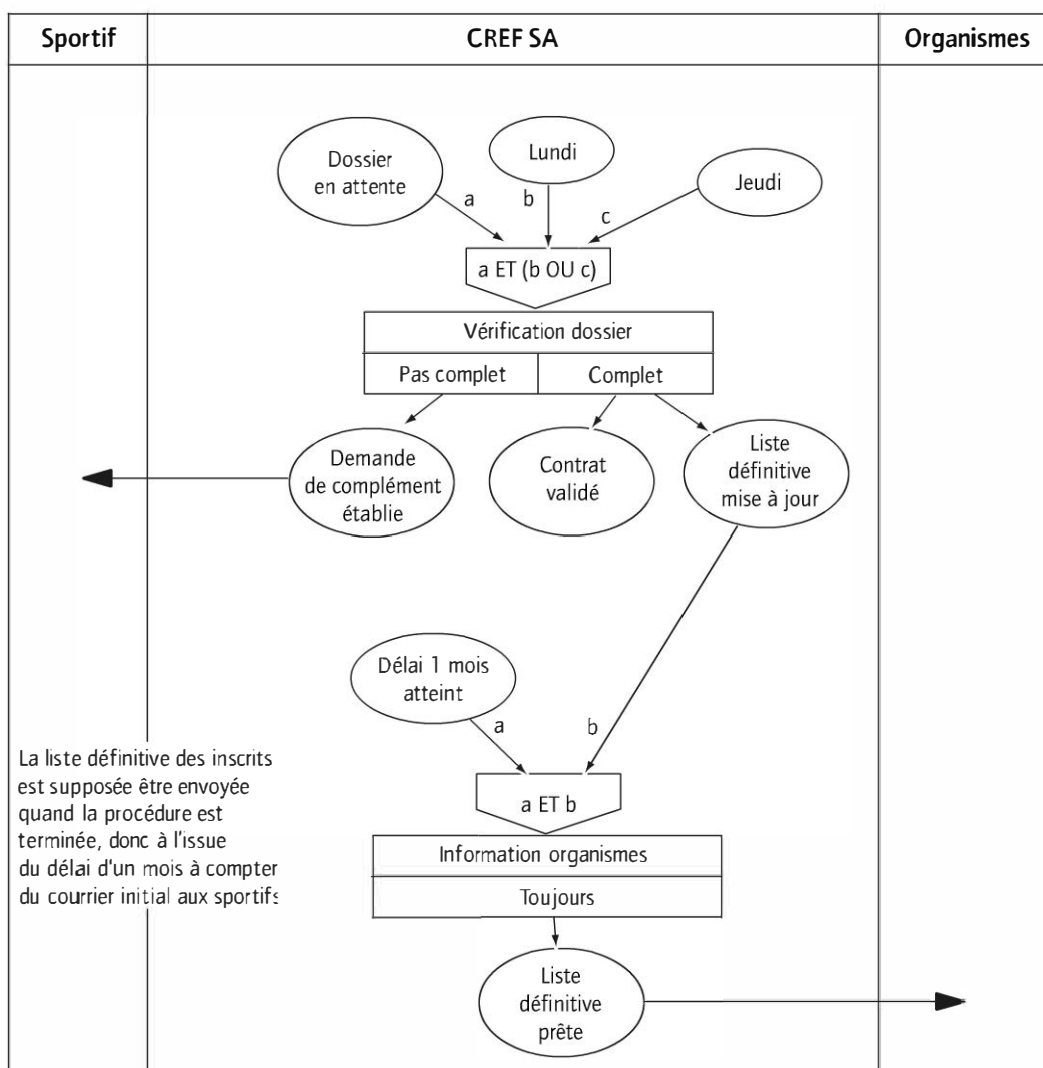 Sportif
CREF SA
Organismes
Dossier
en attente
Lundi
Jeudi
a
b
c
a ET (b OU c)
Vérification dossier
Pas complet
Complet
Demande
de complément
établie
Contrat
validé
Liste
définitive
mise à jour
Délai 1 mois
atteint
a
b
La liste définitive des inscrits
est supposée être envoyée
quand la procédure est
terminée, donc à l'issue
du délai d'un mois à compter
du courrier initial aux sportifs
a ET b
Information organismes
Toujours
Liste
définitive
prête